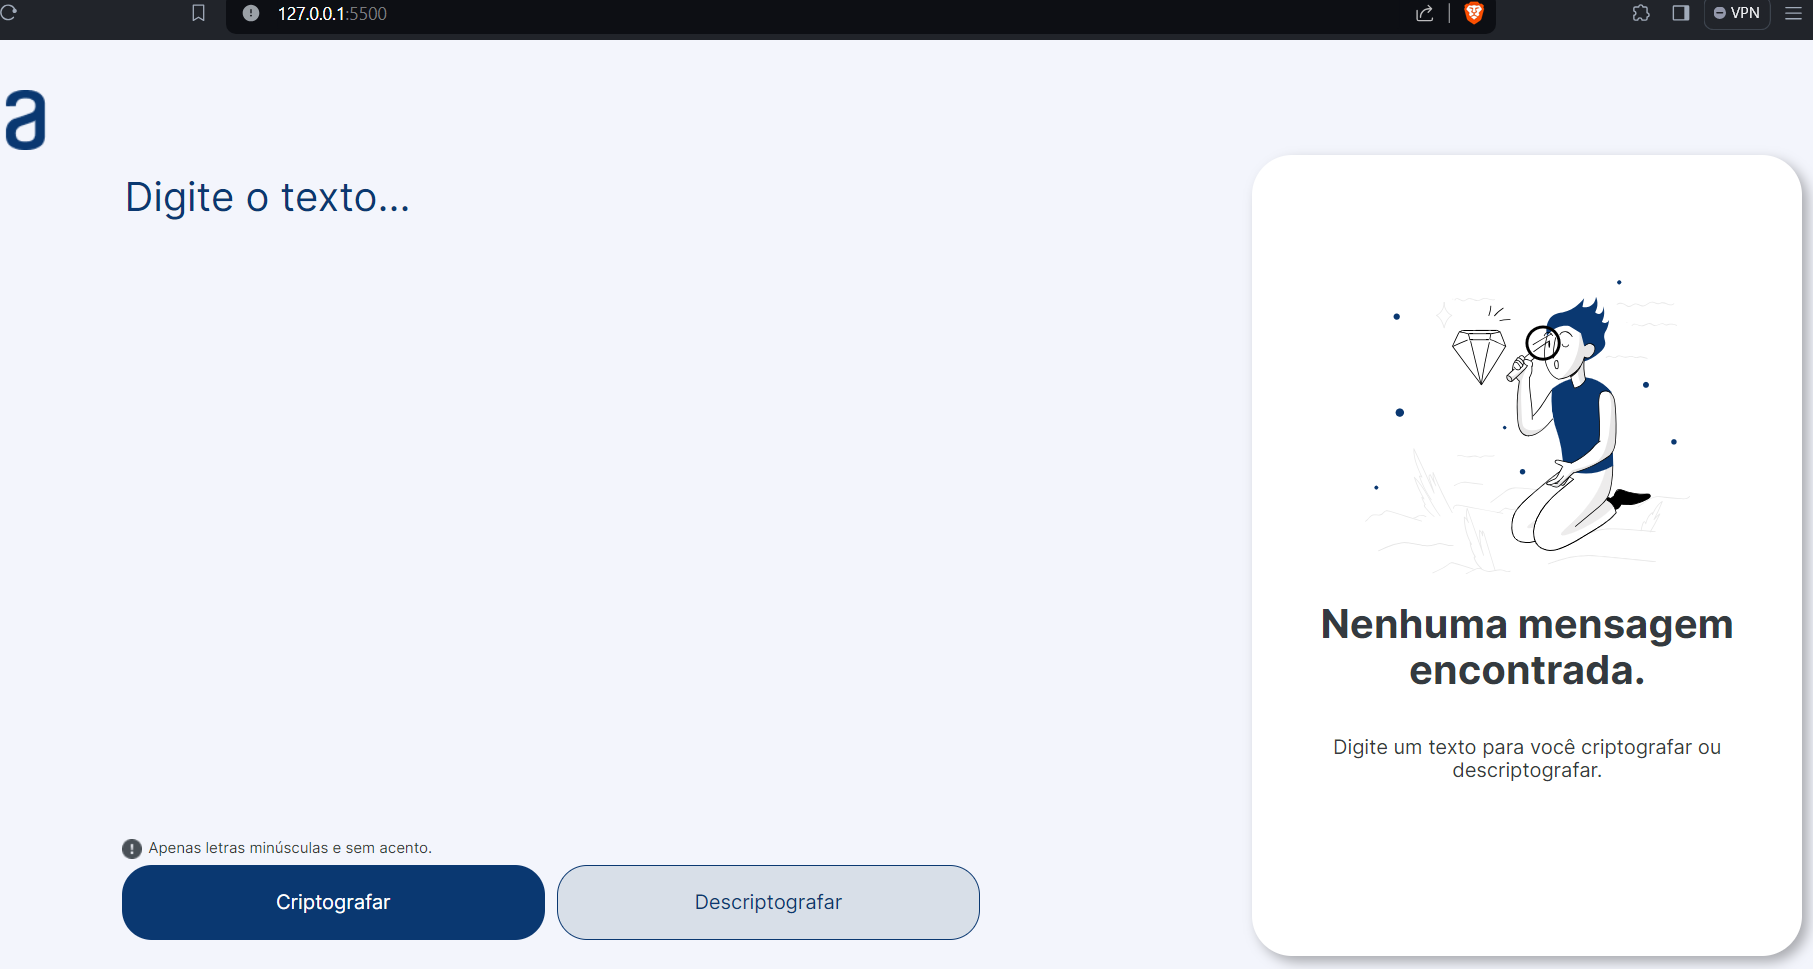 127.0.0.1:5500
VPN
a
Digite o texto...
Nenhuma mensagem
encontrada.
Digite um texto para você criptografar ou
descriptografar.
Apenas letras minúsculas e sem acento.
Criptografar
Descriptografar